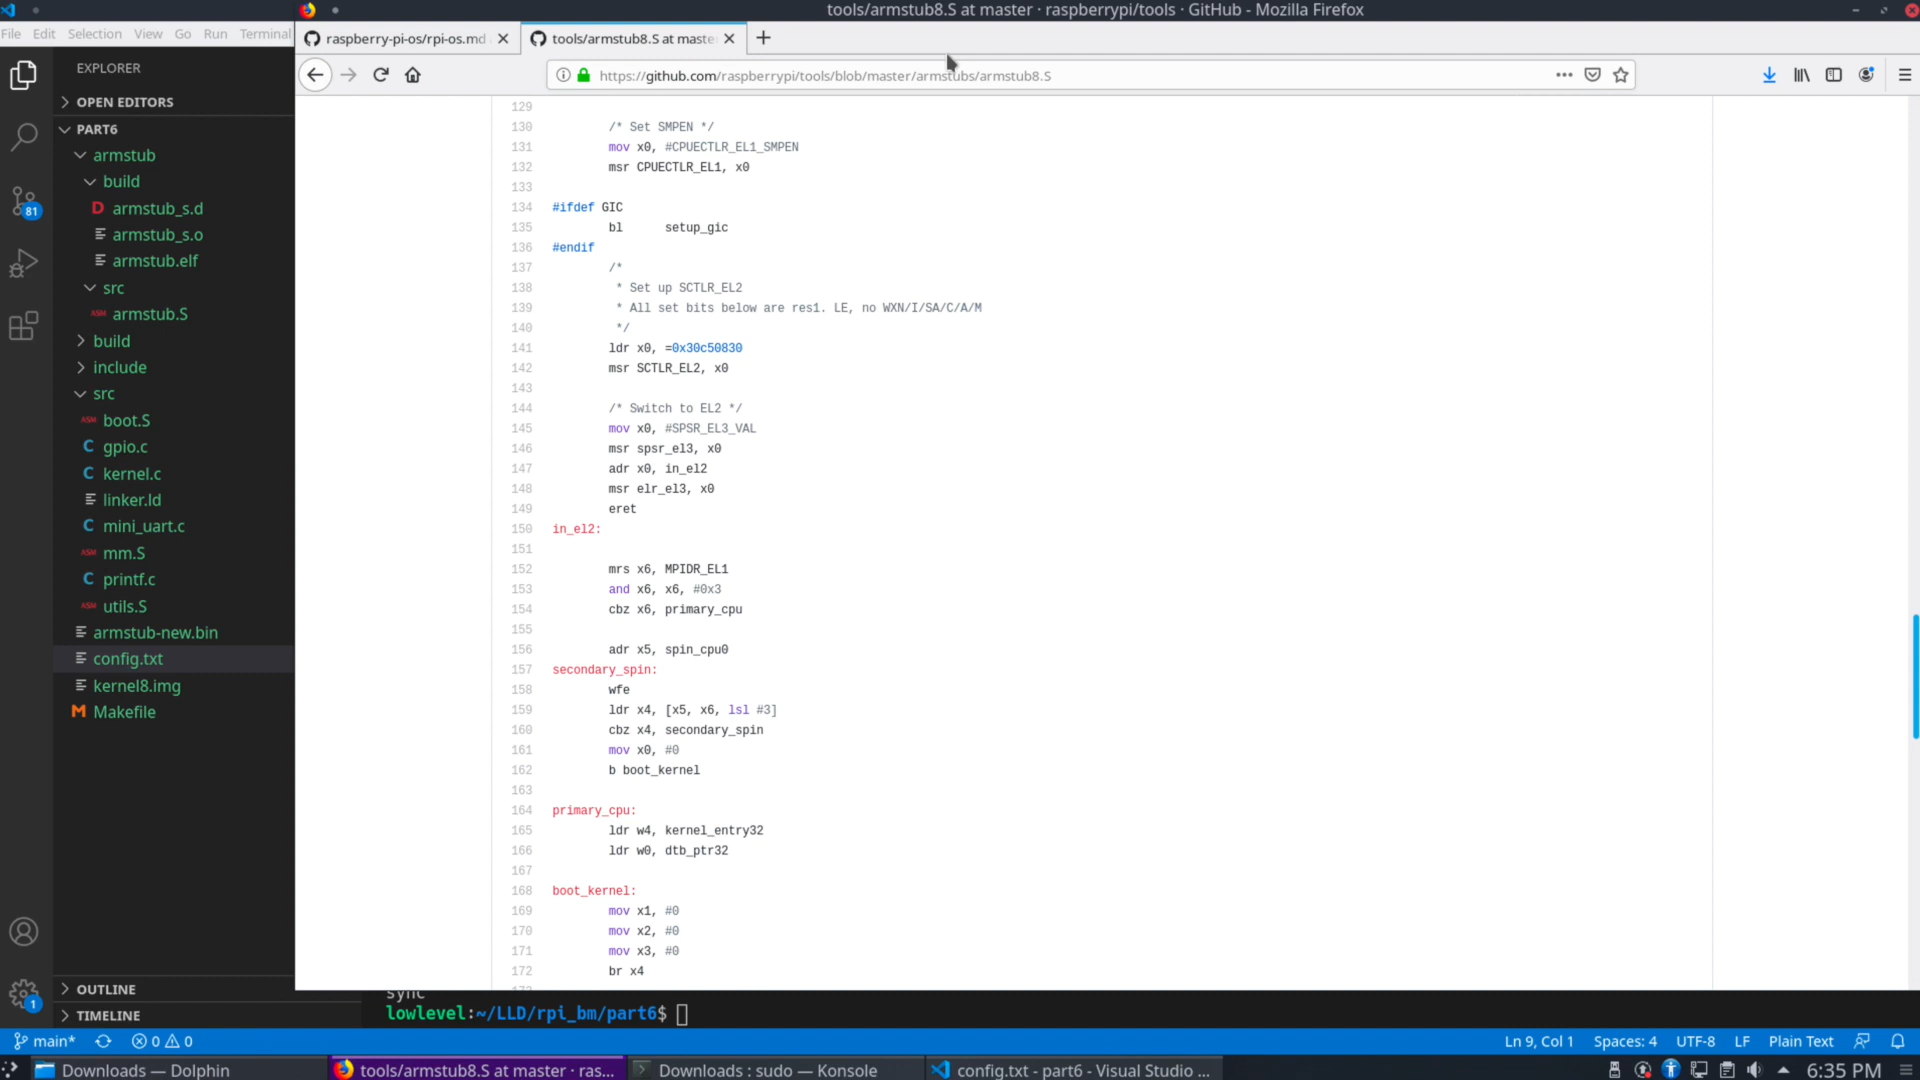 tools/armstub8.S at master · raspberrypi/tools · GitHub - Mozilla Firefox
File Edit Selection View Go Run Terminal
raspberry-pi-os/rpi-os.md
tools/armstub8.S at maste
https://github.com/raspberrypi/tools/blob/master/armstubs/armstub8.S
EXPLORER
OPEN EDITORS
PART6
armstub
build
D armstub_s.d
armstub_s.o
armstub.elf
src
ASM armstub.S
build
include
src
ASM boot.S
C gpio.c
C kernel.c
linker.ld
C mini_uart.c
ASM mm.S
C printf.c
ASM utils.S
armstub-new.bin
config.txt
kernel8.img
M Makefile
OUTLINE
TIMELINE
81
1
129
130 /* Set SMPEN */
131 mov x0, #CPUECTLR_EL1_SMPEN
132 msr CPUECTLR_EL1, x0
133
134 #ifdef GIC
135 bl setup_gic
136 #endif
137 /*
138 * Set up SCTLR_EL2
139 * All set bits below are res1. LE, no WXN/I/SA/C/A/M
140 */
141 ldr x0, =0x30c50830
142 msr SCTLR_EL2, x0
143
144 /* Switch to EL2 */
145 mov x0, #SPSR_EL3_VAL
146 msr spsr_el3, x0
147 adr x0, in_el2
148 msr elr_el3, x0
149 eret
150 in_el2:
151
152 mrs x6, MPIDR_EL1
153 and x6, x6, #0x3
154 cbz x6, primary_cpu
155
156 adr x5, spin_cpu0
157 secondary_spin:
158 wfe
159 ldr x4, [x5, x6, lsl #3]
160 cbz x4, secondary_spin
161 mov x0, #0
162 b boot_kernel
163
164 primary_cpu:
165 ldr w4, kernel_entry32
166 ldr w0, dtb_ptr32
167
168 boot_kernel:
169 mov x1, #0
170 mov x2, #0
171 mov x3, #0
172 br x4
sync
lowlevel:~/LLD/rpi_bm/part6$
main* 0 0 Ln 9, Col 1 Spaces: 4 UTF-8 LF Plain Text
Downloads — Dolphin tools/armstub8.S at master · ras... Downloads : sudo — Konsole config.txt - part6 - Visual Studio ... 6:35 PM